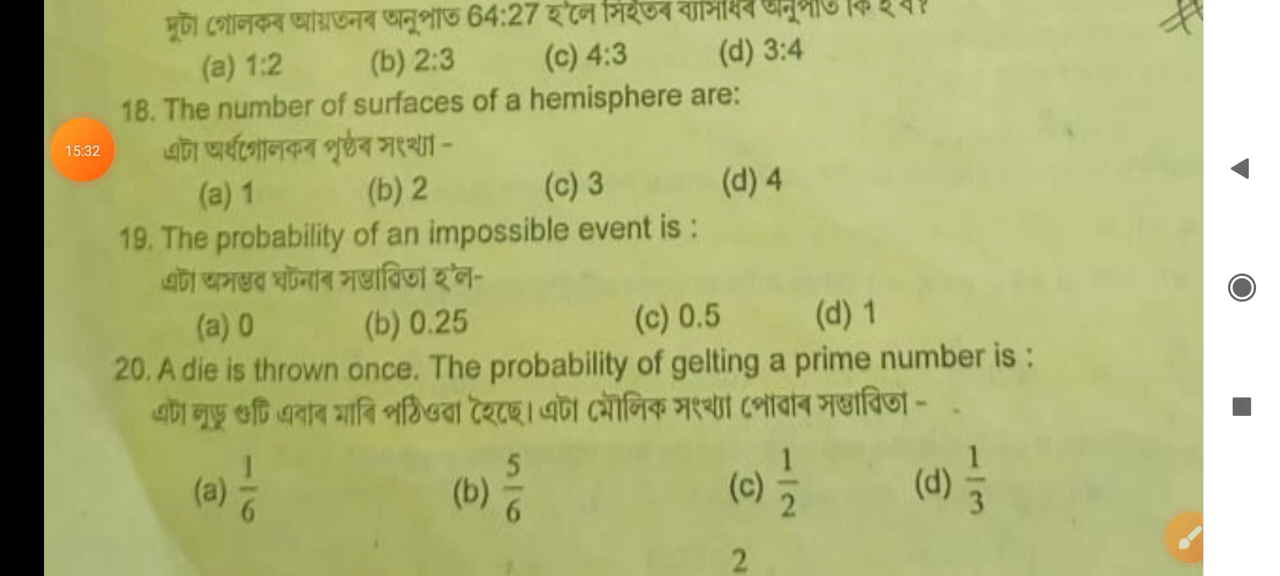 দুটা গোলকৰ আয়তনৰ অনুপাত 64:27 হ'লে সিহঁতৰ ব্যাসাৰ্ধৰ অনুপাত কি হ'ব?
(a) 1:2 (b) 2:3 (c) 4:3 (d) 3:4
18. The number of surfaces of a hemisphere are:
এটা অৰ্ধগোলকৰ পৃষ্ঠৰ সংখ্যা -
(a) 1 (b) 2 (c) 3 (d) 4
15:32
19. The probability of an impossible event is :
এটা অসম্ভৱ ঘটনাৰ সম্ভাৱিতা হ'ল-
(a) 0 (b) 0.25 (c) 0.5 (d) 1
20. A die is thrown once. The probability of gelting a prime number is :
এটা লুডু গুটি এবাৰ মাৰি পঠিওৱা হৈছে। এটা মৌলিক সংখ্যা পোৱাৰ সম্ভাৱিতা -
(a) 1/6 (b) 5/6 (c) 1/2 (d) 1/3
2